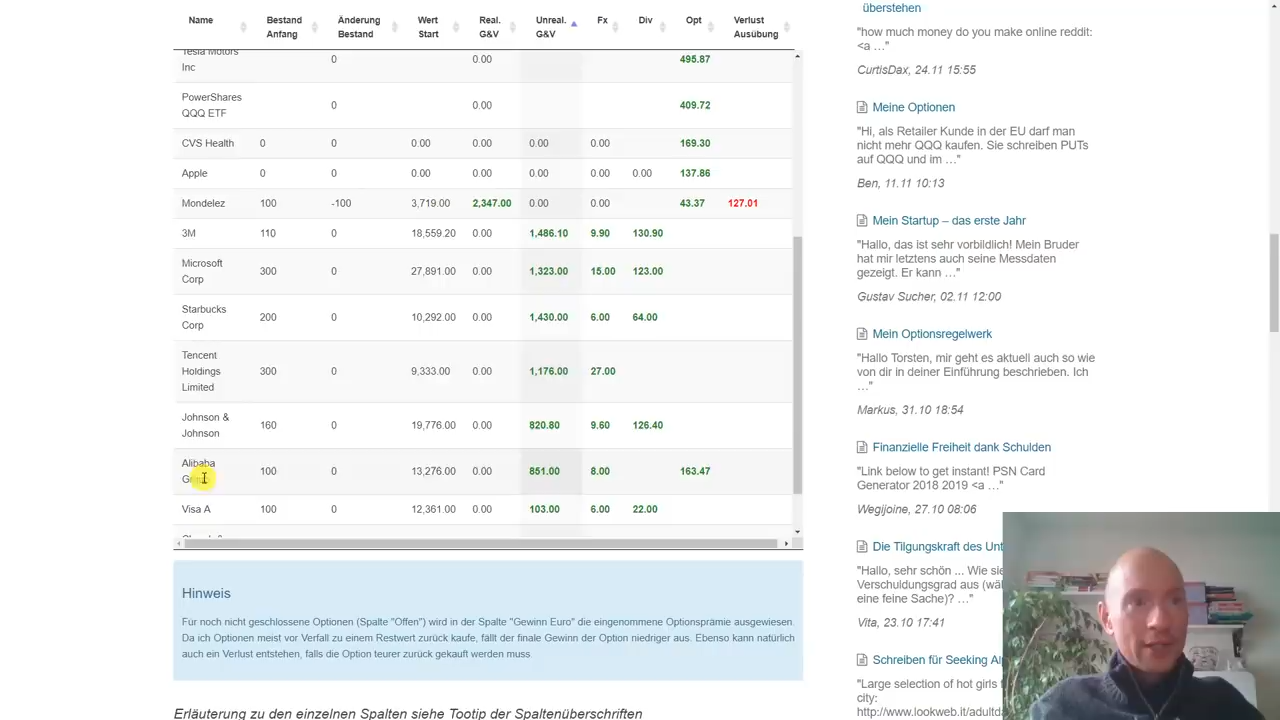 Name Bestand Anfang Änderung Bestand Wert Start Real. G&V Unreal. G&V Fx Div Opt Verlust Ausübung
Tesla Motors Inc 0 0.00 495.87
PowerShares QQQ ETF 0 0.00 409.72
CVS Health 0 0 0.00 0.00 0.00 0.00 169.30
Apple 0 0 0.00 0.00 0.00 0.00 0.00 137.86
Mondelez 100 -100 3,719.00 2,347.00 0.00 0.00 43.37 127.01
3M 110 0 18,559.20 0.00 1,486.10 9.90 130.90
Microsoft Corp 300 0 27,891.00 0.00 1,323.00 15.00 123.00
Starbucks Corp 200 0 10,292.00 0.00 1,430.00 6.00 64.00
Tencent Holdings Limited 300 0 9,333.00 0.00 1,176.00 27.00
Johnson & Johnson 160 0 19,776.00 0.00 820.80 9.60 126.40
Alibaba 100 0 13,276.00 0.00 851.00 8.00 163.47
Visa A 100 0 12,361.00 0.00 103.00 6.00 22.00
Hinweis
Für noch nicht geschlossene Optionen (Spalte "Offen") wird in der Spalte "Gewinn Euro" die eingenommene Optionsprämie ausgewiesen.
Da ich Optionen meist vor Verfall zu einem Restwert zurück kaufe, fällt der finale Gewinn der Option niedriger aus. Ebenso kann natürlich
auch ein Verlust entstehen, falls die Option teurer zurück gekauft werden muss.
Erläuterung zu den einzelnen Spalten siehe Tootip der Spaltenüberschriften
überstehen
"how much money do you make online reddit:
<a …"
CurtisDax, 24.11 15:55
Meine Optionen
"Hi, als Retailer Kunde in der EU darf man
nicht mehr QQQ kaufen. Sie schreiben PUTs
auf QQQ und im …"
Ben, 11.11 10:13
Mein Startup – das erste Jahr
"Hallo, das ist sehr vorbildlich! Mein Bruder
hat mir letztens auch seine Messdaten
gezeigt. Er kann …"
Gustav Sucher, 02.11 12:00
Mein Optionsregelwerk
"Hallo Torsten, mir geht es aktuell auch so wie
von dir in deiner Einführung beschrieben. Ich
…"
Markus, 31.10 18:54
Finanzielle Freiheit dank Schulden
"Link below to get instant! PSN Card
Generator 2018 2019 <a …"
Wegijoine, 27.10 08:06
Die Tilgungskraft des Unt
"Hallo, sehr schön ... Wie sie
Verschuldungsgrad aus (wä
eine feine Sache)? …"
Vita, 23.10 17:41
Schreiben für Seeking Al
"Large selection of hot girls f
city:
http://www.lookweb.it/adultda